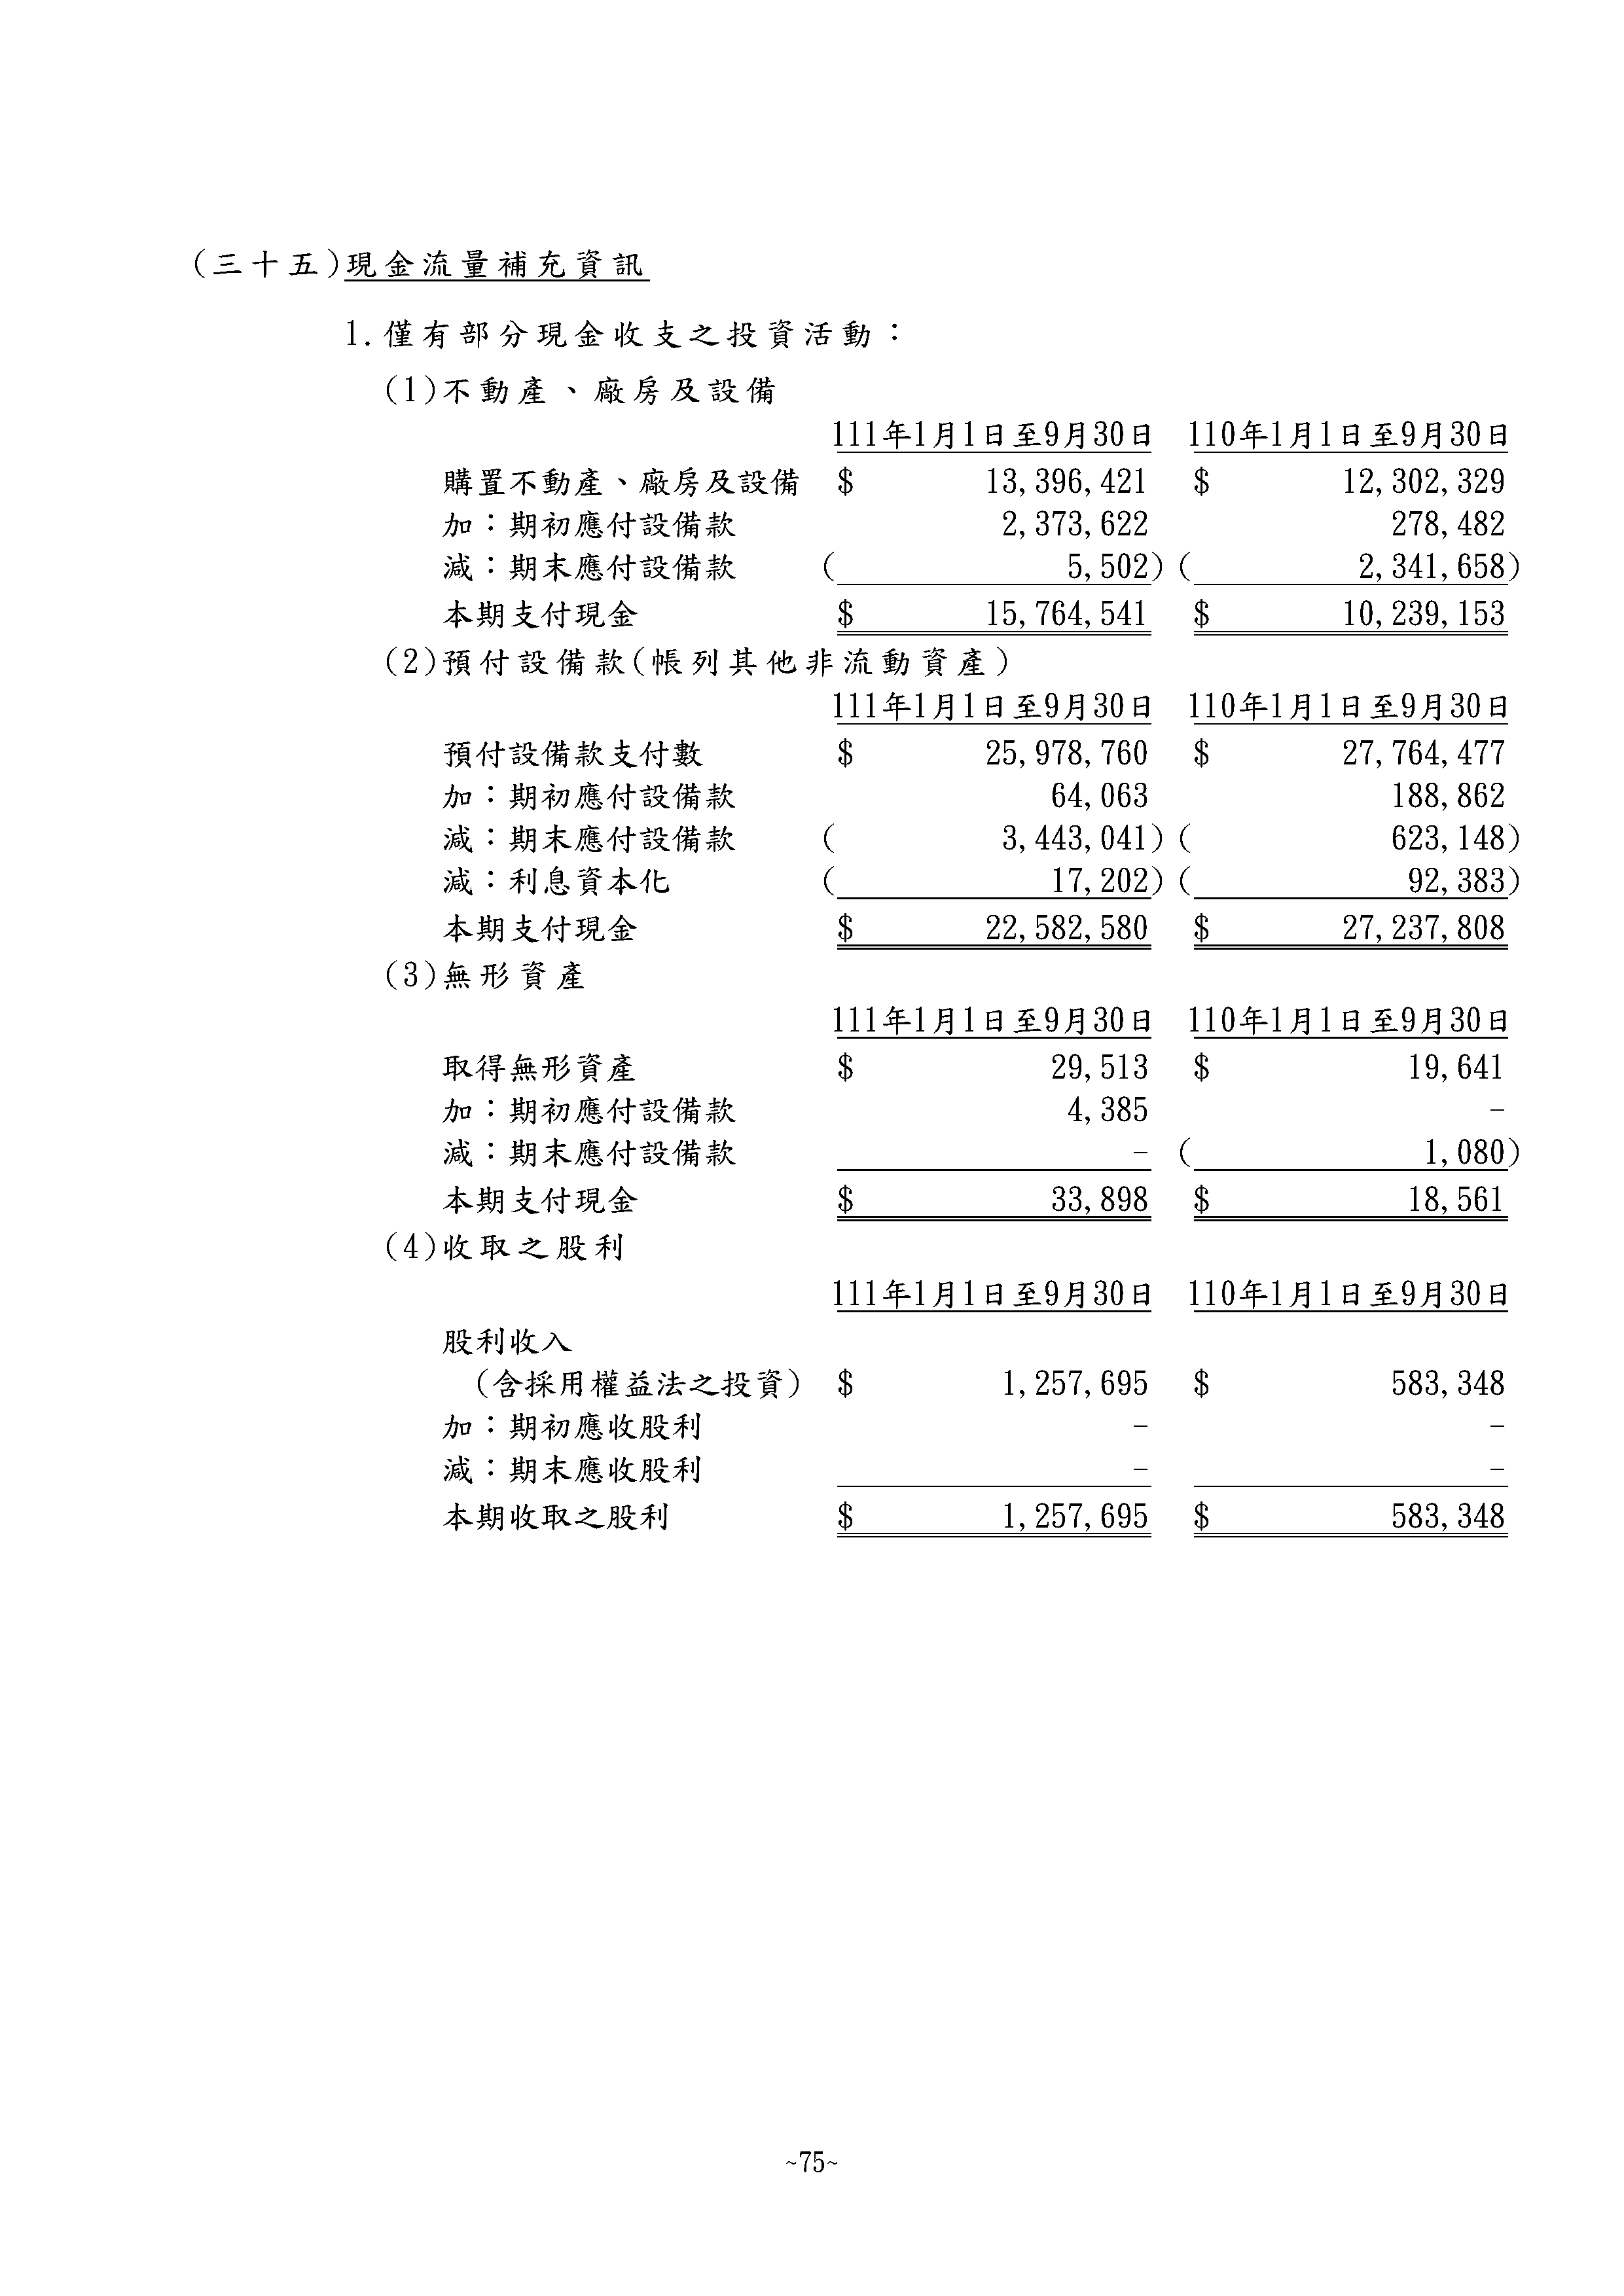 (三十五)現金流量補充資訊
1.僅有部分現金收支之投資活動：
(1)不動產、廠房及設備
111年1月1日至9月30日 110年1月1日至9月30日
購置不動產、廠房及設備 $ 13,396,421 $ 12,302,329
加：期初應付設備款 2,373,622 278,482
減：期末應付設備款 ( 5,502) ( 2,341,658)
本期支付現金 $ 15,764,541 $ 10,239,153
(2)預付設備款(帳列其他非流動資產)
111年1月1日至9月30日 110年1月1日至9月30日
預付設備款支付數 $ 25,978,760 $ 27,764,477
加：期初應付設備款 64,063 188,862
減：期末應付設備款 ( 3,443,041) ( 623,148)
減：利息資本化 ( 17,202) ( 92,383)
本期支付現金 $ 22,582,580 $ 27,237,808
(3)無形資產
111年1月1日至9月30日 110年1月1日至9月30日
取得無形資產 $ 29,513 $ 19,641
加：期初應付設備款 4,385 -
減：期末應付設備款 - ( 1,080)
本期支付現金 $ 33,898 $ 18,561
(4)收取之股利
111年1月1日至9月30日 110年1月1日至9月30日
股利收入
(含採用權益法之投資) $ 1,257,695 $ 583,348
加：期初應收股利 - -
減：期末應收股利 - -
本期收取之股利 $ 1,257,695 $ 583,348
~75~